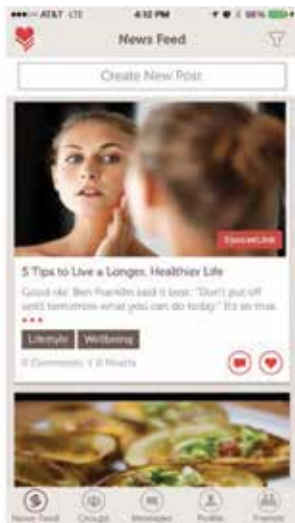 AT&T LTE 4:32 PM 98%
News Feed
Create New Post
5 Tips to Live a Longer, Healthier Life
Good ole' Ben Franklin said it best: "Don't put off
until tomorrow what you can do today." It's so true.
Lifestyle Wellbeing
0 Comments 0 Hearts
News Feed Groups Messages Profile Friends